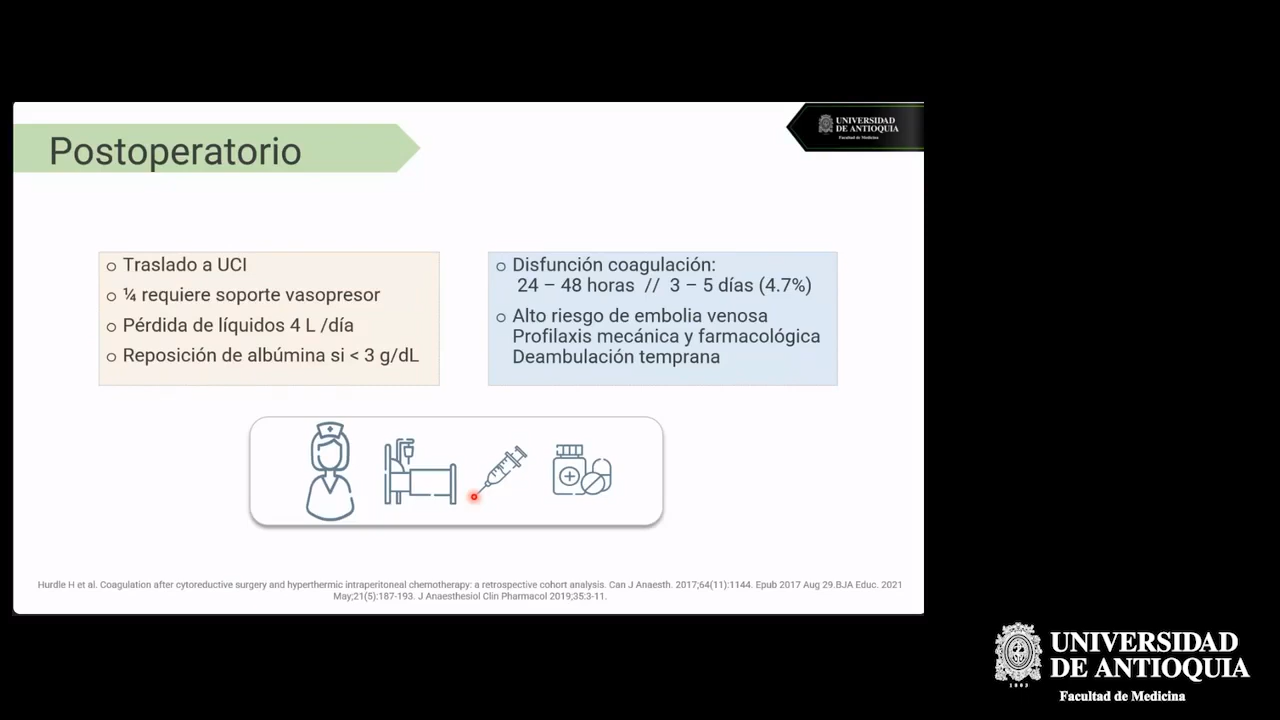 Postoperatorio
UNIVERSIDAD
DE ANTIOQUIA
Facultad de Medicina
o Traslado a UCI
o ¼ requiere soporte vasopresor
o Pérdida de líquidos 4 L /día
o Reposición de albúmina si < 3 g/dL
o Disfunción coagulación:
24 – 48 horas // 3 – 5 días (4.7%)
o Alto riesgo de embolia venosa
Profilaxis mecánica y farmacológica
Deambulación temprana
Hurdle H et al. Coagulation after cytoreductive surgery and hyperthermic intraperitoneal chemotherapy: a retrospective cohort analysis. Can J Anaesth. 2017;64(11):1144. Epub 2017 Aug 29.BJA Educ. 2021
May;21(5):187-193. J Anaesthesiol Clin Pharmacol 2019;35:3-11.
1803
UNIVERSIDAD
DE ANTIOQUIA
Facultad de Medicina